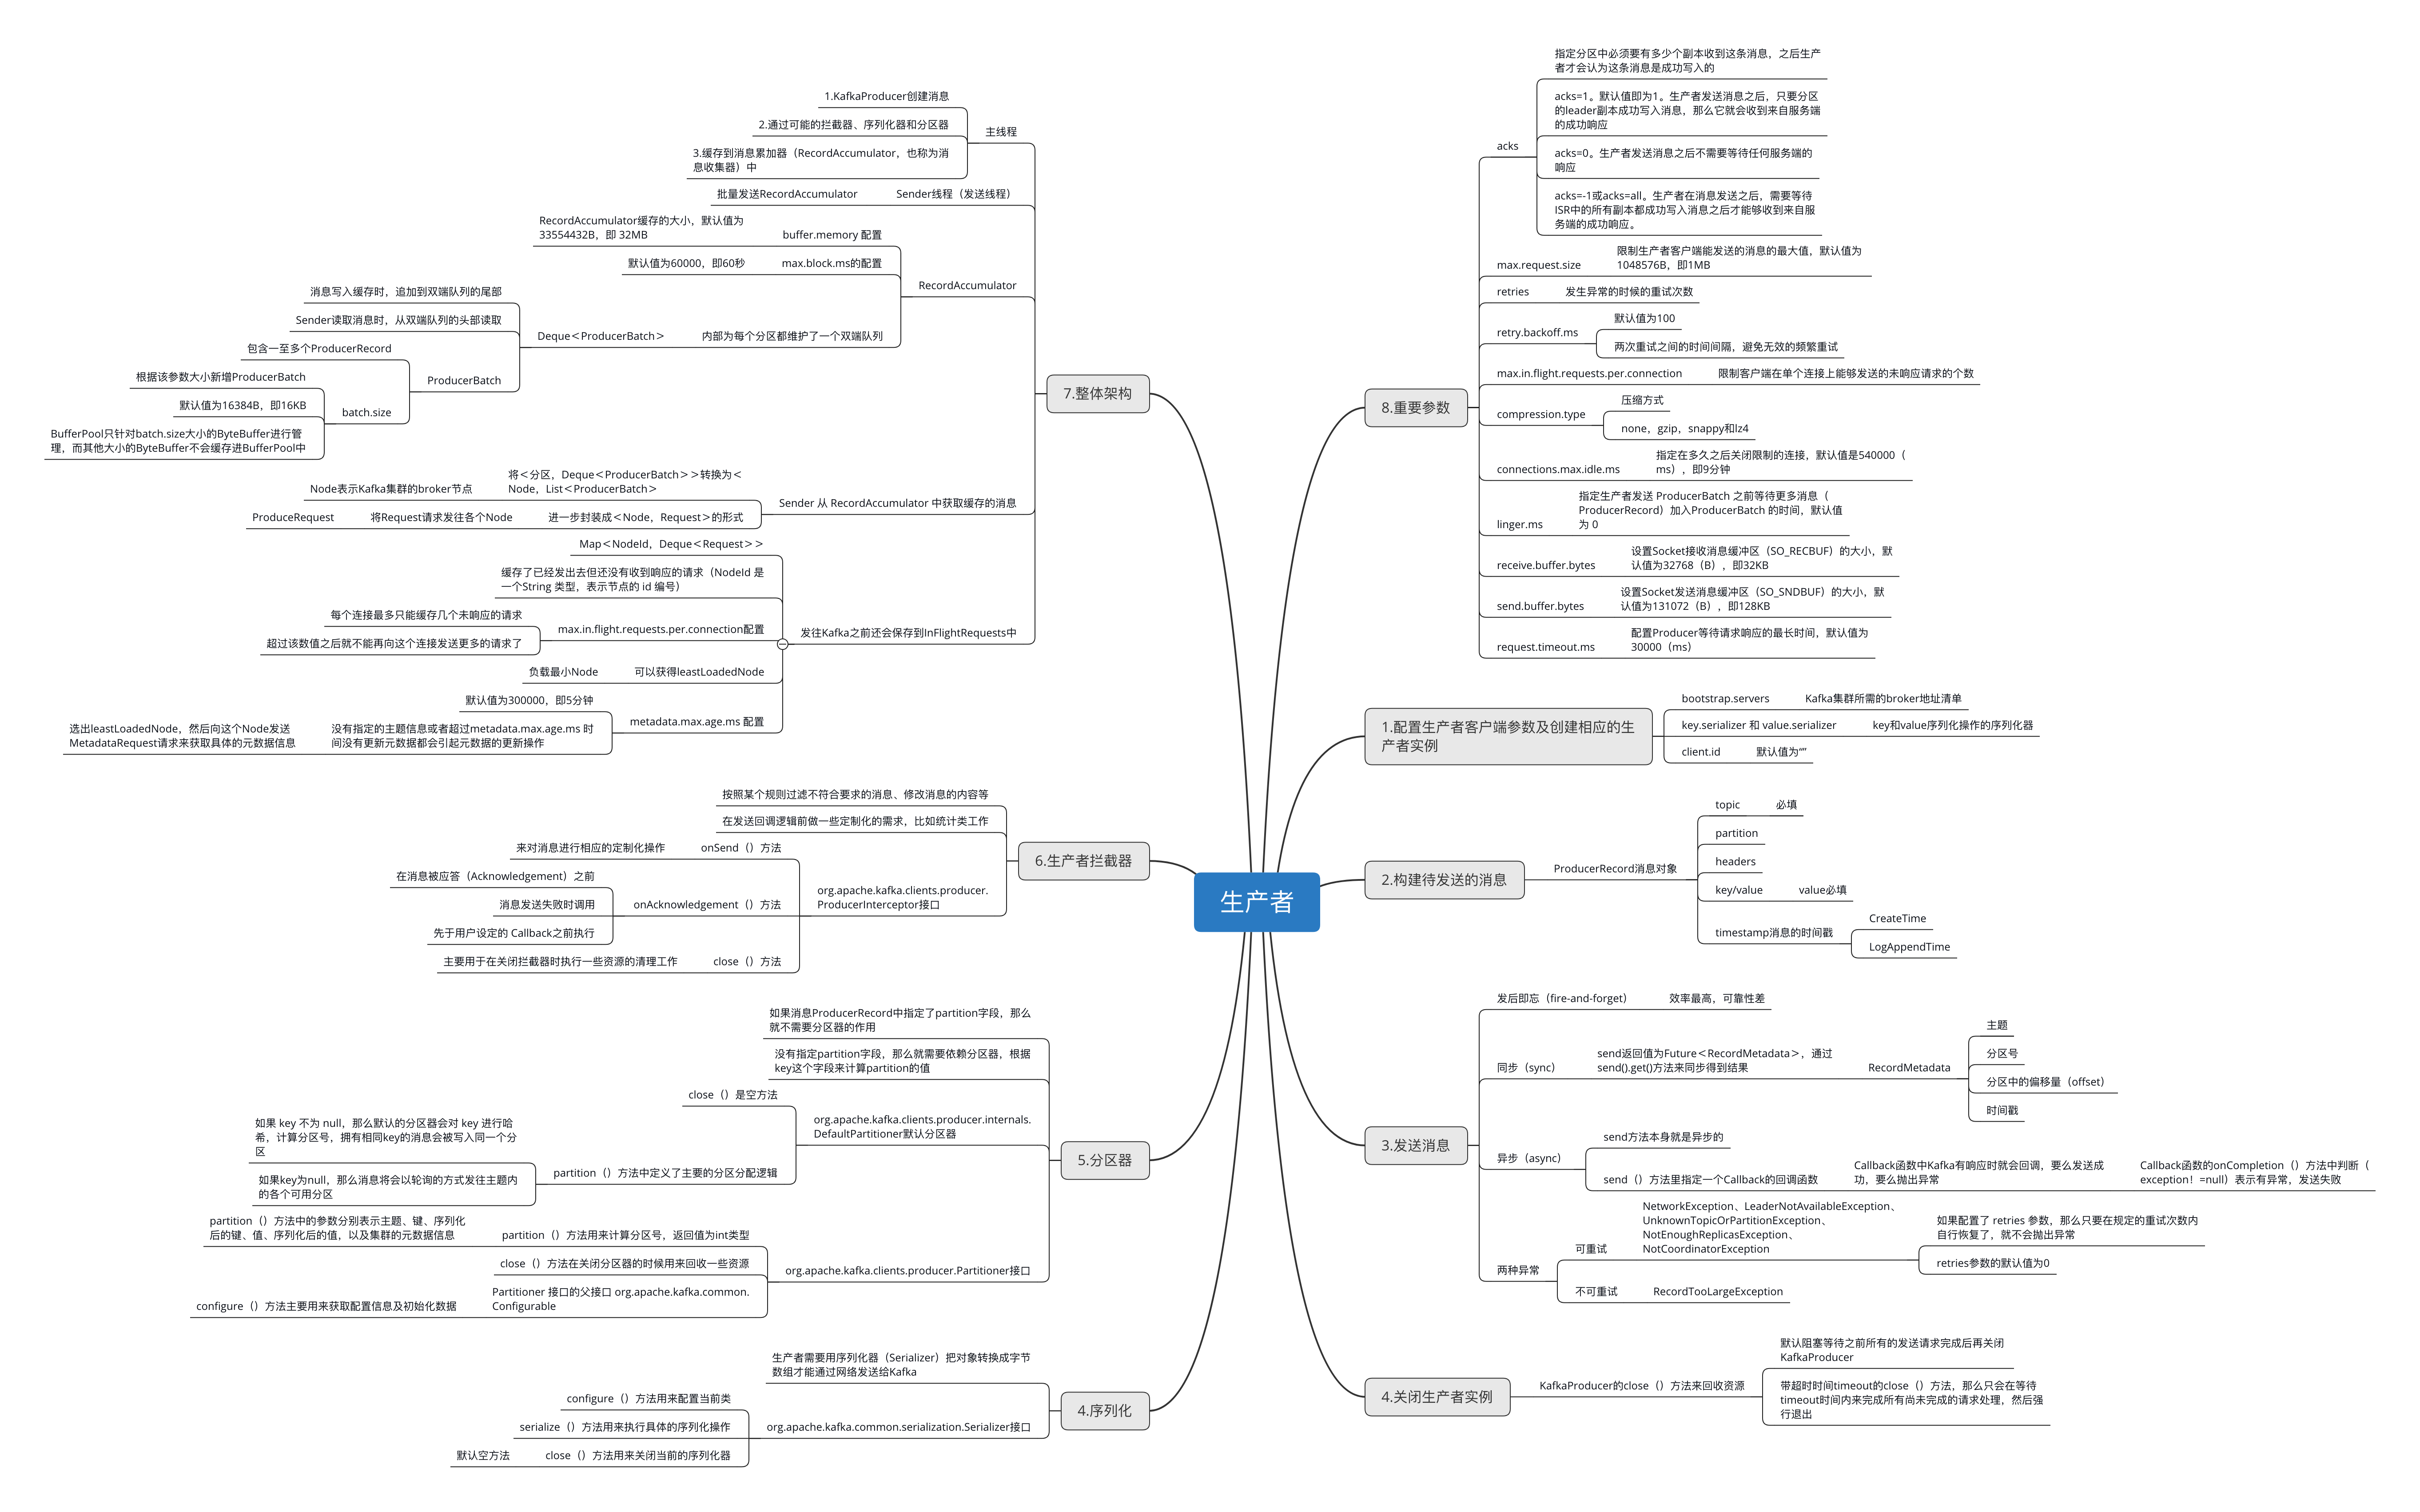 生产者
8.重要参数
acks
指定分区中必须要有多少个副本收到这条消息，之后生产
者才会认为这条消息是成功写入的
acks=1。默认值即为1。生产者发送消息之后，只要分区
的leader副本成功写入消息，那么它就会收到来自服务端
的成功响应
acks=0。生产者发送消息之后不需要等待任何服务端的
响应
acks=-1或acks=all。生产者在消息发送之后，需要等待
ISR中的所有副本都成功写入消息之后才能够收到来自服
务端的成功响应。
max.request.size
限制生产者客户端能发送的消息的最大值，默认值为
1048576B，即1MB
retries
发生异常的时候的重试次数
retry.backoff.ms
默认值为100
两次重试之间的时间间隔，避免无效的频繁重试
max.in.flight.requests.per.connection
限制客户端在单个连接上能够发送的未响应请求的个数
compression.type
压缩方式
none，gzip，snappy和lz4
connections.max.idle.ms
指定在多久之后关闭限制的连接，默认值是540000（
ms），即9分钟
linger.ms
指定生产者发送 ProducerBatch 之前等待更多消息（
ProducerRecord）加入ProducerBatch 的时间，默认值
为 0
receive.buffer.bytes
设置Socket接收消息缓冲区（SO_RECBUF）的大小，默
认值为32768（B），即32KB
send.buffer.bytes
设置Socket发送消息缓冲区（SO_SNDBUF）的大小，默
认值为131072（B），即128KB
request.timeout.ms
配置Producer等待请求响应的最长时间，默认值为
30000（ms）
1.配置生产者客户端参数及创建相应的生
产者实例
bootstrap.servers
Kafka集群所需的broker地址清单
key.serializer 和 value.serializer
key和value序列化操作的序列化器
client.id
默认值为“”
2.构建待发送的消息
ProducerRecord消息对象
topic
必填
partition
headers
key/value
value必填
timestamp消息的时间戳
CreateTime
LogAppendTime
3.发送消息
发后即忘（fire-and-forget）
效率最高，可靠性差
同步（sync）
send返回值为Future＜RecordMetadata＞，通过
send().get()方法来同步得到结果
RecordMetadata
主题
分区号
分区中的偏移量（offset）
时间戳
异步（async）
send方法本身就是异步的
send（）方法里指定一个Callback的回调函数
Callback函数中Kafka有响应时就会回调，要么发送成
功，要么抛出异常
Callback函数的onCompletion（）方法中判断（
exception！=null）表示有异常，发送失败
两种异常
可重试
NetworkException、LeaderNotAvailableException、
UnknownTopicOrPartitionException、
NotEnoughReplicasException、
NotCoordinatorException
如果配置了 retries 参数，那么只要在规定的重试次数内
自行恢复了，就不会抛出异常
retries参数的默认值为0
不可重试
RecordTooLargeException
4.关闭生产者实例
KafkaProducer的close（）方法来回收资源
默认阻塞等待之前所有的发送请求完成后再关闭
KafkaProducer
带超时时间timeout的close（）方法，那么只会在等待
timeout时间内来完成所有尚未完成的请求处理，然后强
行退出
7.整体架构
主线程
1.KafkaProducer创建消息
2.通过可能的拦截器、序列化器和分区器
3.缓存到消息累加器（RecordAccumulator，也称为消
息收集器）中
Sender线程（发送线程）
批量发送RecordAccumulator
RecordAccumulator
buffer.memory 配置
RecordAccumulator缓存的大小，默认值为
33554432B，即 32MB
max.block.ms的配置
默认值为60000，即60秒
内部为每个分区都维护了一个双端队列
Deque＜ProducerBatch＞
消息写入缓存时，追加到双端队列的尾部
Sender读取消息时，从双端队列的头部读取
ProducerBatch
包含一至多个ProducerRecord
batch.size
根据该参数大小新增ProducerBatch
默认值为16384B，即16KB
BufferPool只针对batch.size大小的ByteBuffer进行管
理，而其他大小的ByteBuffer不会缓存进BufferPool中
Sender 从 RecordAccumulator 中获取缓存的消息
将＜分区，Deque＜ProducerBatch＞＞转换为＜
Node，List＜ProducerBatch＞
Node表示Kafka集群的broker节点
进一步封装成＜Node，Request＞的形式
将Request请求发往各个Node
ProduceRequest
发往Kafka之前还会保存到InFlightRequests中
Map＜NodeId，Deque＜Request＞＞
缓存了已经发出去但还没有收到响应的请求（NodeId 是
一个String 类型，表示节点的 id 编号）
max.in.flight.requests.per.connection配置
每个连接最多只能缓存几个未响应的请求
超过该数值之后就不能再向这个连接发送更多的请求了
可以获得leastLoadedNode
负载最小Node
metadata.max.age.ms 配置
默认值为300000，即5分钟
没有指定的主题信息或者超过metadata.max.age.ms 时
间没有更新元数据都会引起元数据的更新操作
选出leastLoadedNode，然后向这个Node发送
MetadataRequest请求来获取具体的元数据信息
6.生产者拦截器
按照某个规则过滤不符合要求的消息、修改消息的内容等
在发送回调逻辑前做一些定制化的需求，比如统计类工作
org.apache.kafka.clients.producer.
ProducerInterceptor接口
onSend（）方法
来对消息进行相应的定制化操作
onAcknowledgement（）方法
在消息被应答（Acknowledgement）之前
消息发送失败时调用
先于用户设定的 Callback之前执行
close（）方法
主要用于在关闭拦截器时执行一些资源的清理工作
5.分区器
如果消息ProducerRecord中指定了partition字段，那么
就不需要分区器的作用
没有指定partition字段，那么就需要依赖分区器，根据
key这个字段来计算partition的值
org.apache.kafka.clients.producer.internals.
DefaultPartitioner默认分区器
close（）是空方法
partition（）方法中定义了主要的分区分配逻辑
如果 key 不为 null，那么默认的分区器会对 key 进行哈
希，计算分区号，拥有相同key的消息会被写入同一个分
区
如果key为null，那么消息将会以轮询的方式发往主题内
的各个可用分区
org.apache.kafka.clients.producer.Partitioner接口
partition（）方法用来计算分区号，返回值为int类型
partition（）方法中的参数分别表示主题、键、序列化
后的键、值、序列化后的值，以及集群的元数据信息
close（）方法在关闭分区器的时候用来回收一些资源
Partitioner 接口的父接口 org.apache.kafka.common.
Configurable
configure（）方法主要用来获取配置信息及初始化数据
4.序列化
生产者需要用序列化器（Serializer）把对象转换成字节
数组才能通过网络发送给Kafka
org.apache.kafka.common.serialization.Serializer接口
configure（）方法用来配置当前类
serialize（）方法用来执行具体的序列化操作
close（）方法用来关闭当前的序列化器
默认空方法